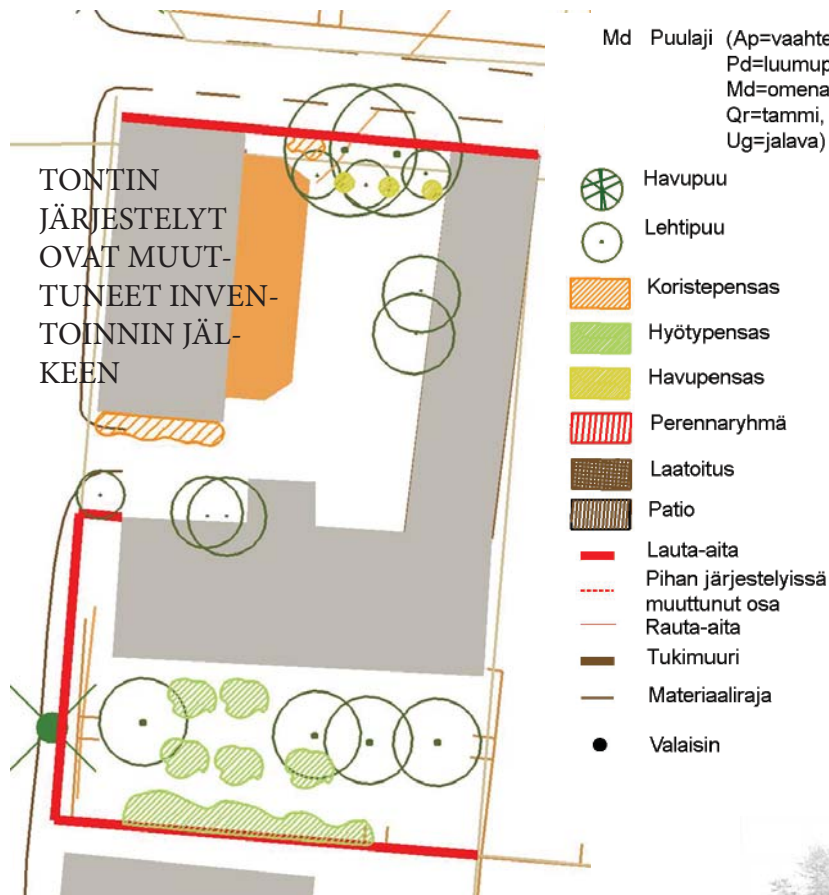 TONTIN
JÄRJESTELYT
OVAT MUUT-
TUNEET INVEN-
TOINNIN JÄL-
KEEN
Md Puulaji (Ap=vaahte
Pd=luumup
Md=omena
Qr=tammi,
Ug=jalava)
Havupuu
Lehtipuu
Koristepensas
Hyötypensas
Havupensas
Perennaryhmä
Laatoitus
Patio
Lauta-aita
Pihan järjestelyissä
muuttunut osa
Rauta-aita
Tukimuuri
Materiaaliraja
Valaisin